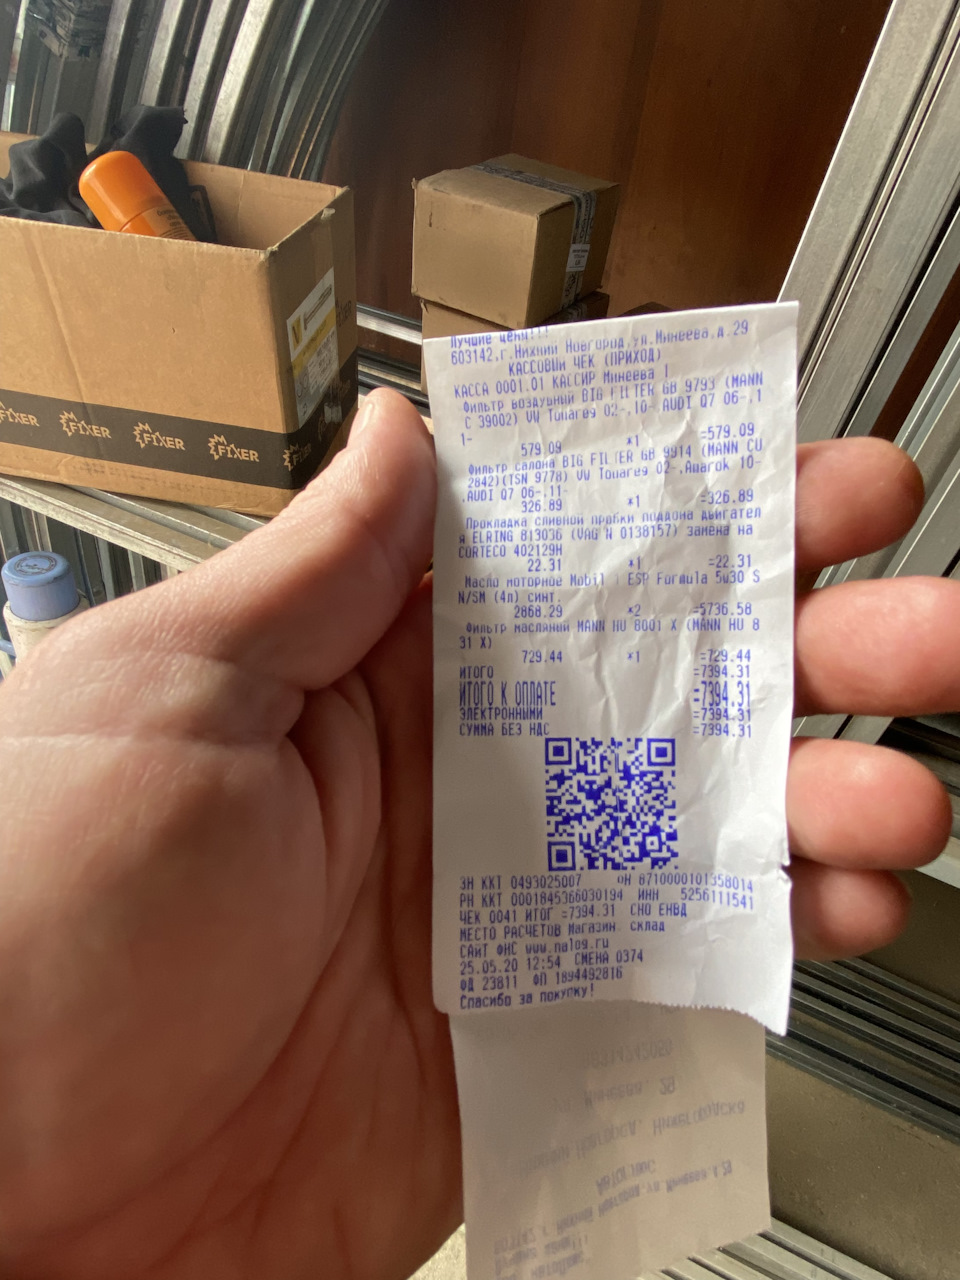 FIXER
FIXER
FIXER
FIXER
Лучшие цены!!!
603142,г.Нижний Новгород,ул.Минеева,д.29
КАССОВЫЙ ЧЕК (ПРИХОД)
КАССА 0001.01 КАССИР Минеева 1
Фильтр воздушный BIG FILTER GB 9793 (MANN
C 39002) VW Touareg 02-,10- AUDI Q7 06-,1
1-
579.09 *1 =579.09
Фильтр салона BIG FILTER GB 9914 (MANN CU
2842)(TSN 9778) VW Touareg 02-,Amarok 10-
,AUDI Q7 06-,11-
326.89 *1 =326.89
Прокладка сливной пробки поддона двигател
я ELRING 813036 (VAG N 0138157) замена на
CORTECO 402129H
22.31 *1 =22.31
Масло моторное Mobil 1 ESP Formula 5w30 S
N/SM (4л) синт.
2868.29 *2 =5736.58
Фильтр масляный MANN HU 8001 X (MANN HU 8
31 X)
729.44 *1 =729.44
ИТОГО =7394.31
ИТОГО К ОПЛАТЕ =7394.31
ЭЛЕКТРОННЫМИ =7394.31
СУММА БЕЗ НДС =7394.31
ЗН ККТ 0493025007 ФН 8710000101358014
РН ККТ 0001845366030194 ИНН 5256111541
ЧЕК 0041 ИТОГ =7394.31 СНО ЕНВД
МЕСТО РАСЧЕТОВ Магазин. склад
САЙТ ФНС www.nalog.ru
25.05.20 12:54 СМЕНА 0374
ФД 23811 ФП 1894492816
Спасибо за покупку!